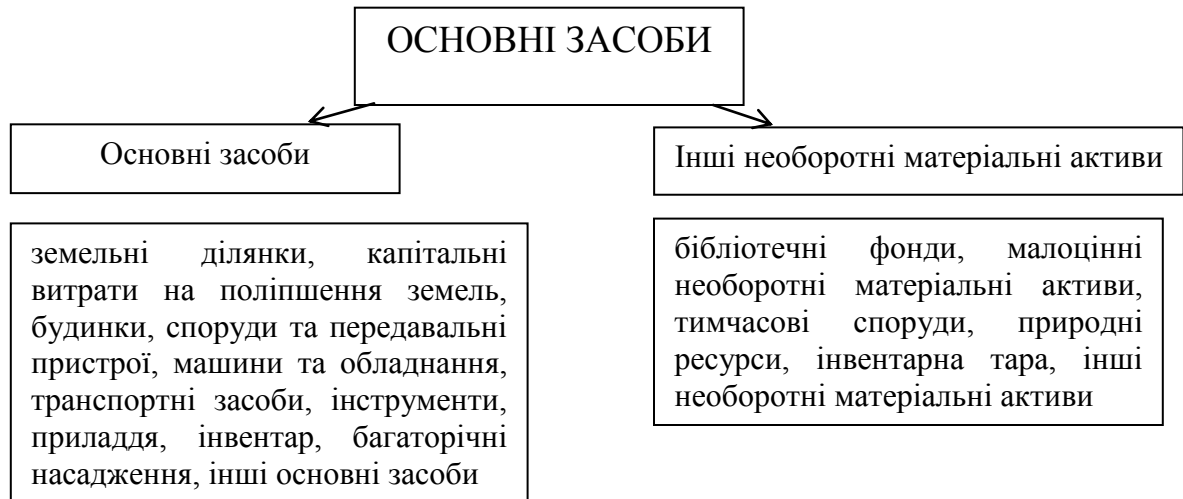 ОСНОВНІ ЗАСОБИ
Основні засоби
Інші необоротні матеріальні активи
земельні ділянки, капітальні
витрати на поліпшення земель,
будинки, споруди та передавальні
пристрої, машини та обладнання,
транспортні засоби, інструменти,
приладдя, інвентар, багаторічні
насадження, інші основні засоби
бібліотечні фонди, малоцінні
необоротні матеріальні активи,
тимчасові споруди, природні
ресурси, інвентарна тара, інші
необоротні матеріальні активи